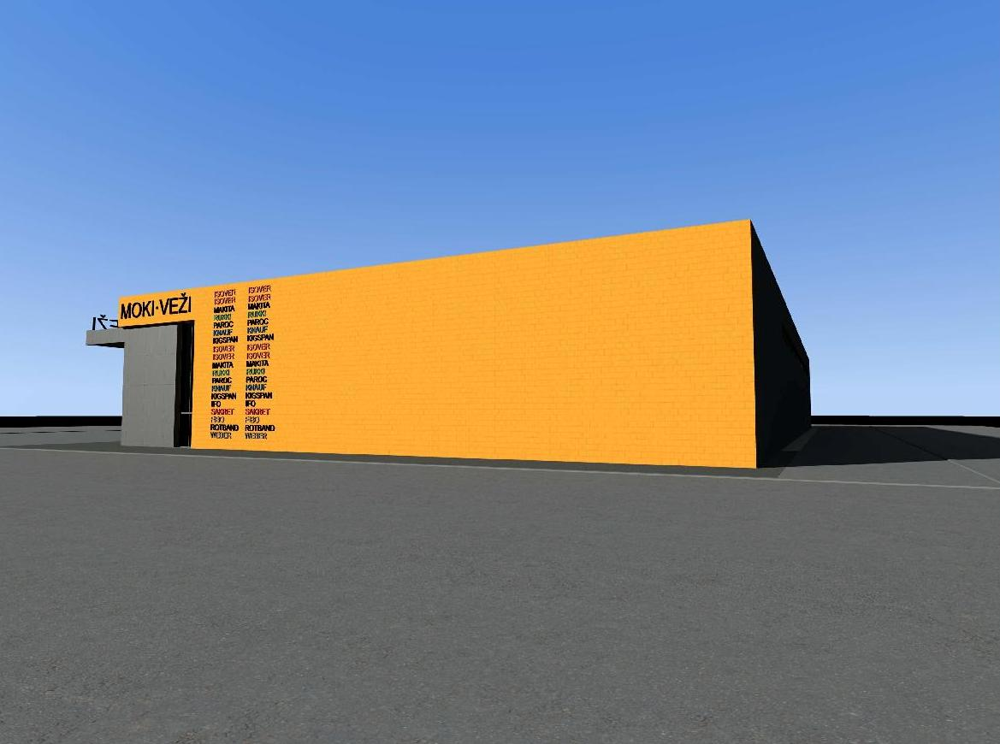 MOKI·VEŽI
ISOVER ISOVER
ISOVER ISOVER
MAKITA MAKITA
RUKKI RUKKI
PAROC PAROC
KNAUF KNAUF
KIGSPAN KIGSPAN
ISOVER ISOVER
ISOVER ISOVER
MAKITA MAKITA
RUKKI RUKKI
PAROC PAROC
KNAUF KNAUF
KIGSPAN KIGSPAN
IFO IFO
SAKRET SAKRET
FIBO FIBO
ROTBAND ROTBAND
WEBER WEBER